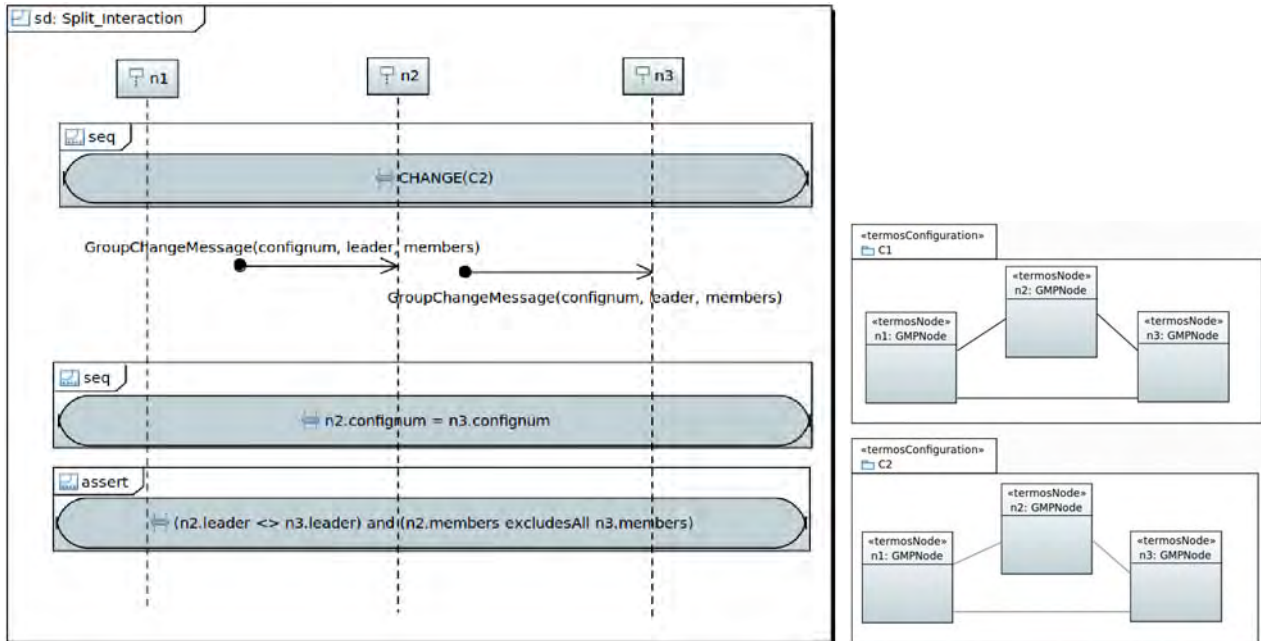 sd: Split_Interaction
n1
n2
n3
seq
CHANGE(C2)
GroupChangeMessage(confignum, leader, members)
GroupChangeMessage(confignum, leader, members)
seq
n2.confignum = n3.confignum
assert
(n2.leader <> n3.leader) and (n2.members excludesAll n3.members)
«termosConfiguration»
C1
«termosNode»
n2: GMPNode
«termosNode»
n1: GMPNode
«termosNode»
n3: GMPNode
«termosConfiguration»
C2
«termosNode»
n2: GMPNode
«termosNode»
n1: GMPNode
«termosNode»
n3: GMPNode